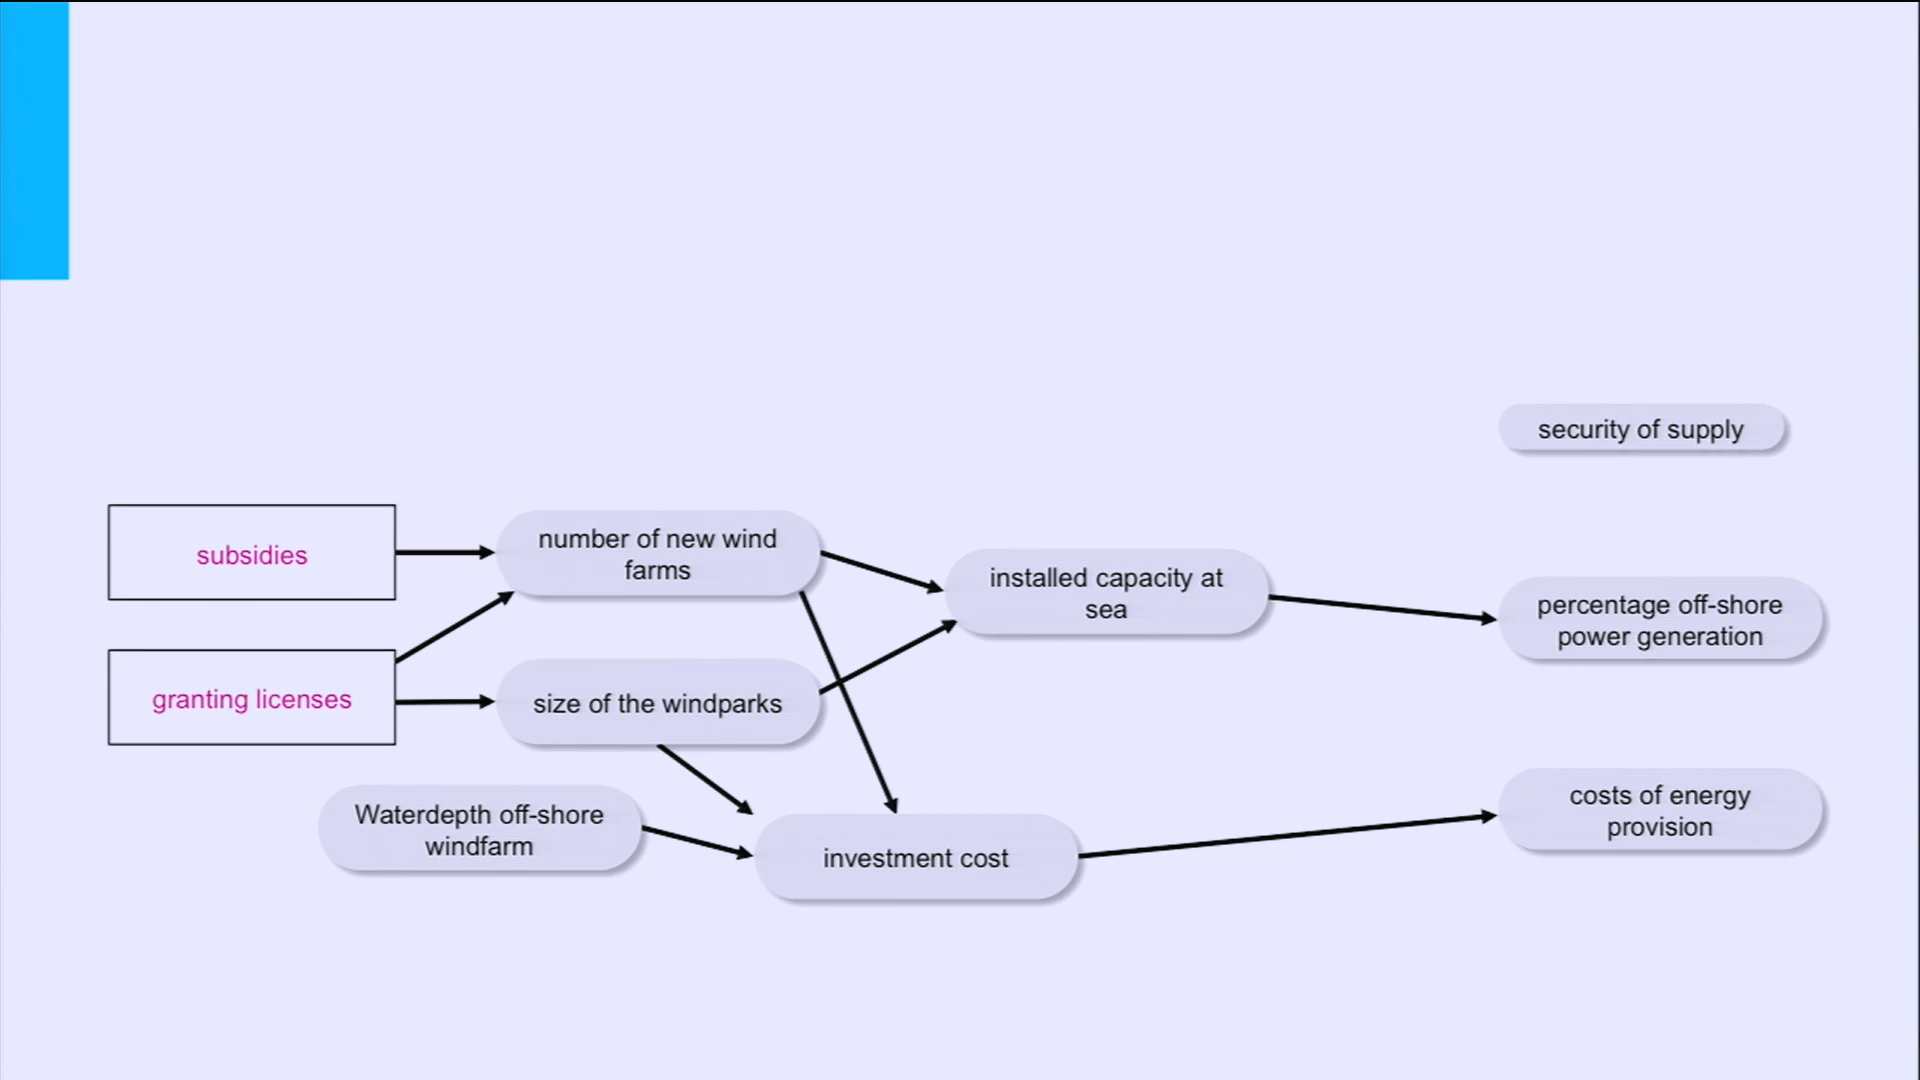 security of supply
subsidies
number of new wind
farms
installed capacity at
sea
percentage off-shore
power generation
granting licenses
size of the windparks
Waterdepth off-shore
windfarm
investment cost
costs of energy
provision